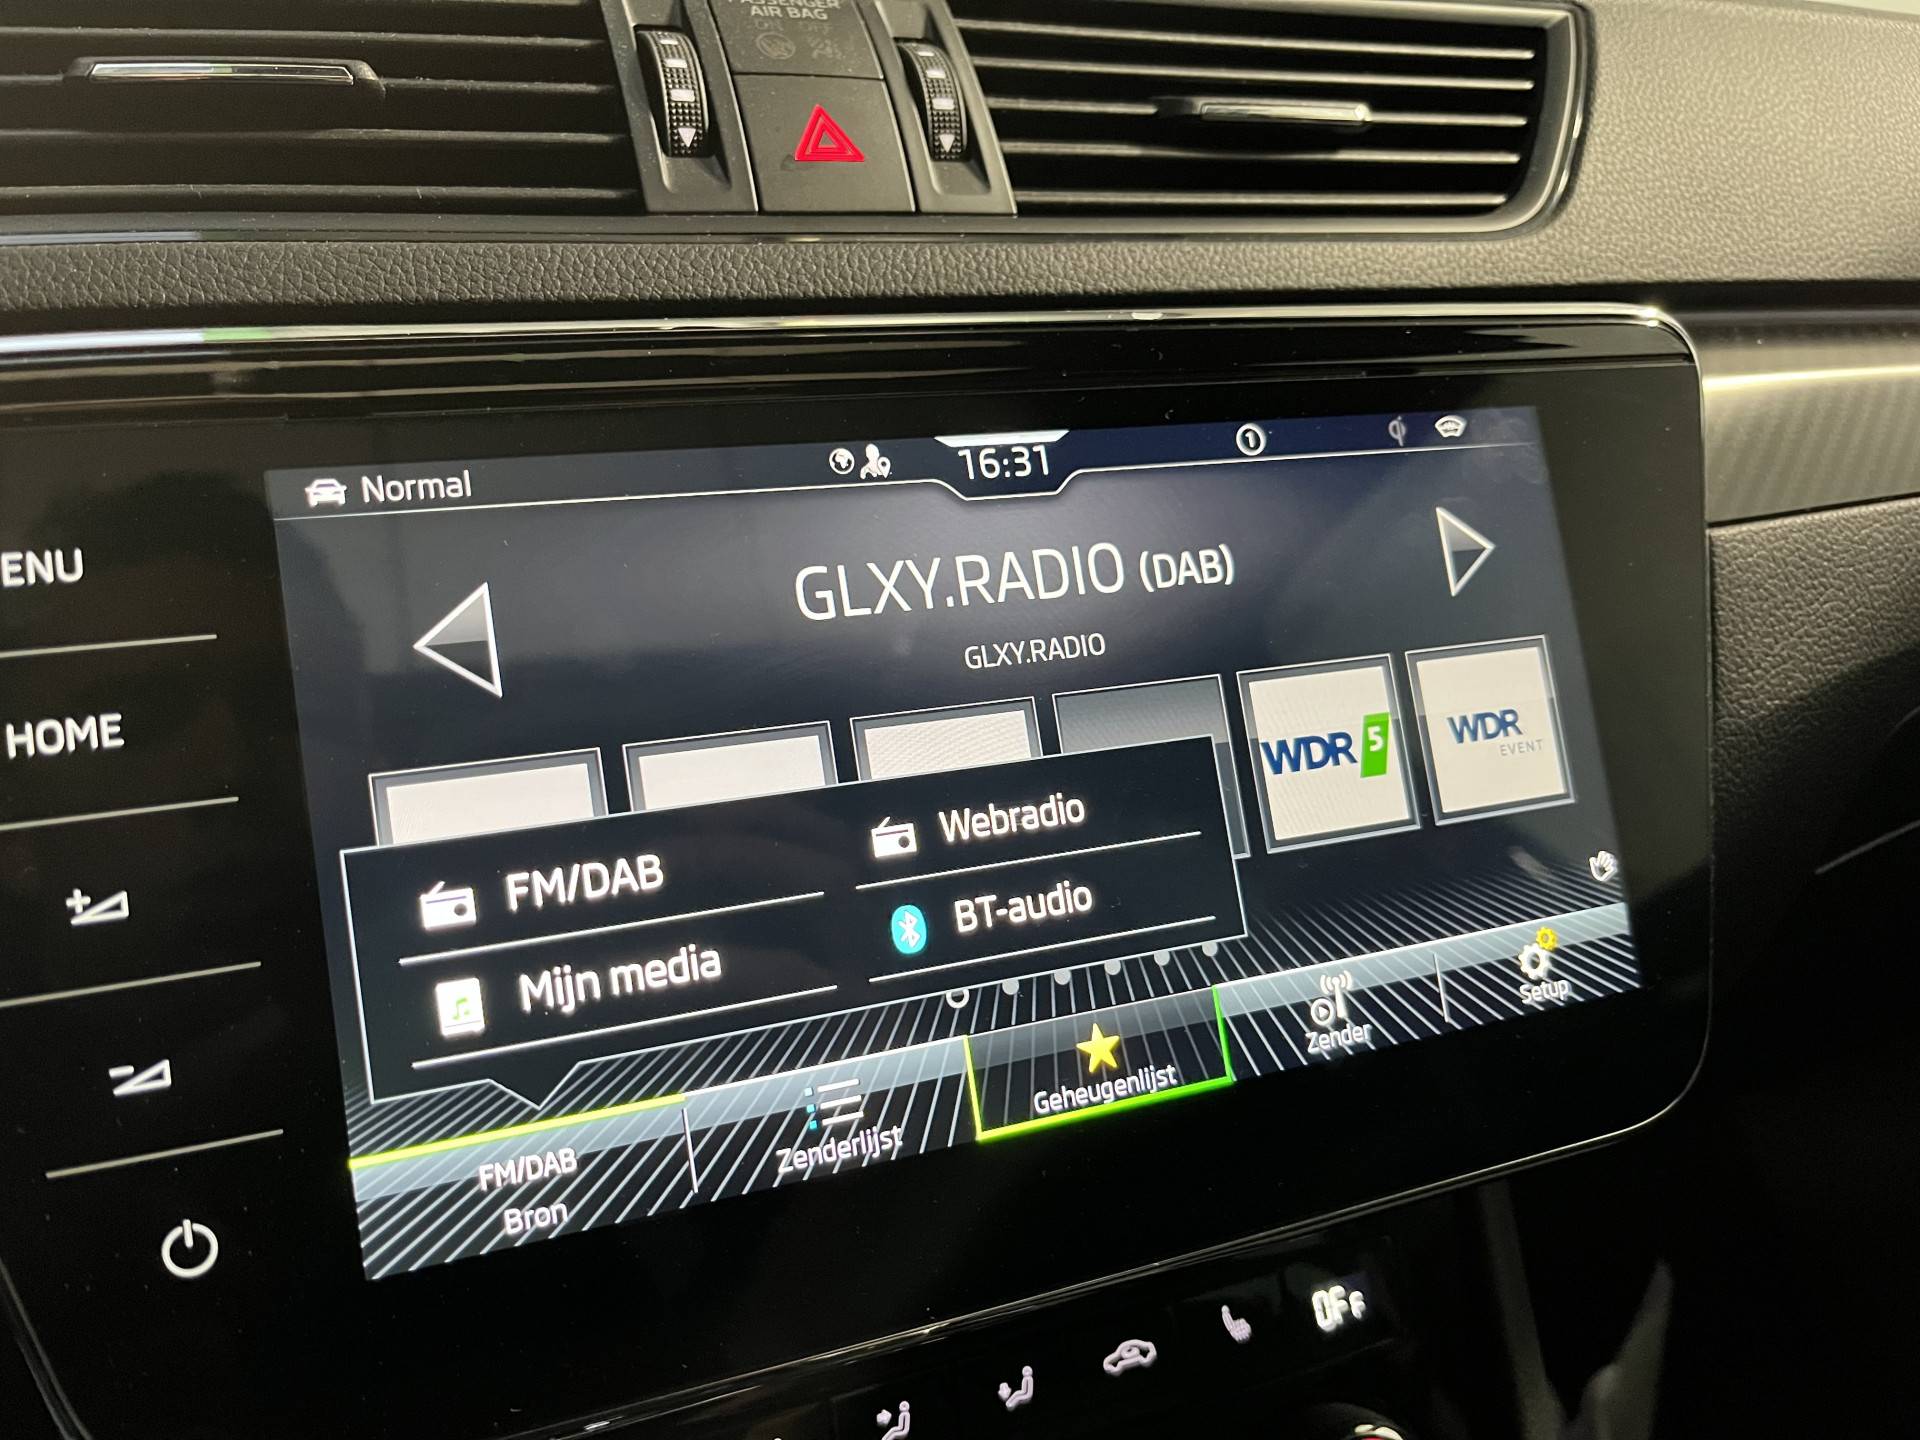 PASSENGER
AIR BAG
Normal
16:31
1
ENU
HOME
GLXY.RADIO (DAB)
GLXY.RADIO
WDR 5
WDR
EVENT
FM/DAB
Webradio
Mijn media
BT-audio
FM/DAB
Bron
Zenderlijst
Geheugenlijst
Zender
Setup
OFF